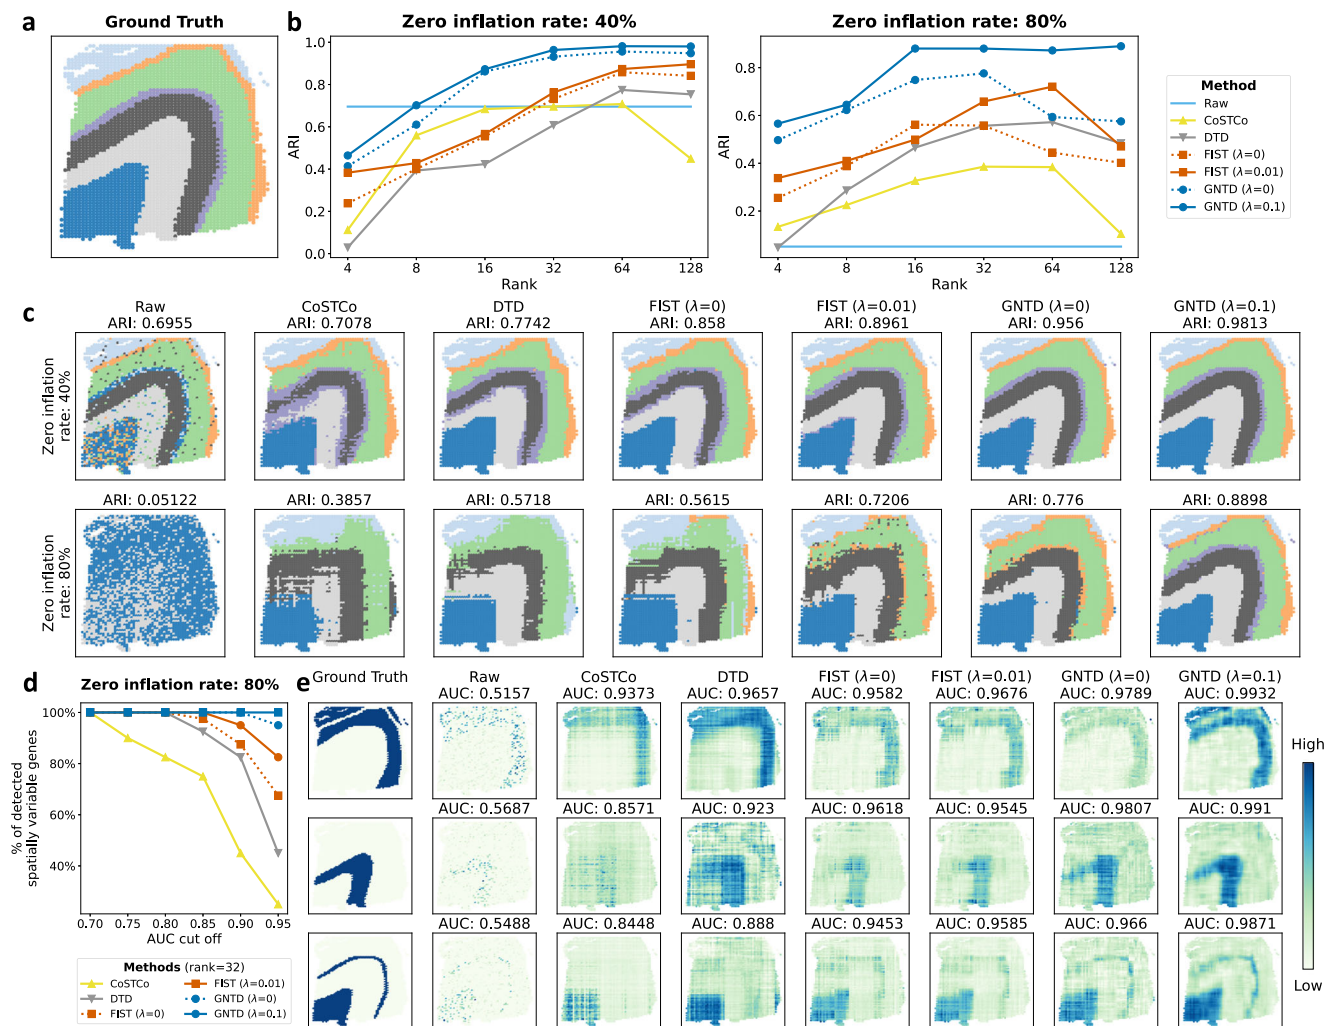 a
Ground Truth
b
Zero inflation rate: 40%
ARI
1.0
0.8
0.6
0.4
0.2
0.0
4
8
16
32
64
128
Rank
Zero inflation rate: 80%
ARI
0.8
0.6
0.4
0.2
4
8
16
32
64
128
Rank
Method
Raw
CoSTCo
DTD
FIST (λ=0)
FIST (λ=0.01)
GNTD (λ=0)
GNTD (λ=0.1)
c
Raw
ARI: 0.6955
CoSTCo
ARI: 0.7078
DTD
ARI: 0.7742
FIST (λ=0)
ARI: 0.858
FIST (λ=0.01)
ARI: 0.8961
GNTD (λ=0)
ARI: 0.956
GNTD (λ=0.1)
ARI: 0.9813
Zero inflation
rate: 40%
ARI: 0.05122
ARI: 0.3857
ARI: 0.5718
ARI: 0.5615
ARI: 0.7206
ARI: 0.776
ARI: 0.8898
Zero inflation
rate: 80%
d
Zero inflation rate: 80%
% of detected
spatially variable genes
100%
80%
60%
40%
0.70
0.75
0.80
0.85
0.90
0.95
AUC cut off
Methods (rank=32)
CoSTCo
DTD
FIST (λ=0)
FIST (λ=0.01)
GNTD (λ=0)
GNTD (λ=0.1)
e
Ground Truth
Raw
AUC: 0.5157
CoSTCo
AUC: 0.9373
DTD
AUC: 0.9657
FIST (λ=0)
AUC: 0.9582
FIST (λ=0.01)
AUC: 0.9676
GNTD (λ=0)
AUC: 0.9789
GNTD (λ=0.1)
AUC: 0.9932
AUC: 0.5687
AUC: 0.8571
AUC: 0.923
AUC: 0.9618
AUC: 0.9545
AUC: 0.9807
AUC: 0.991
AUC: 0.5488
AUC: 0.8448
AUC: 0.888
AUC: 0.9453
AUC: 0.9585
AUC: 0.966
AUC: 0.9871
High
Low